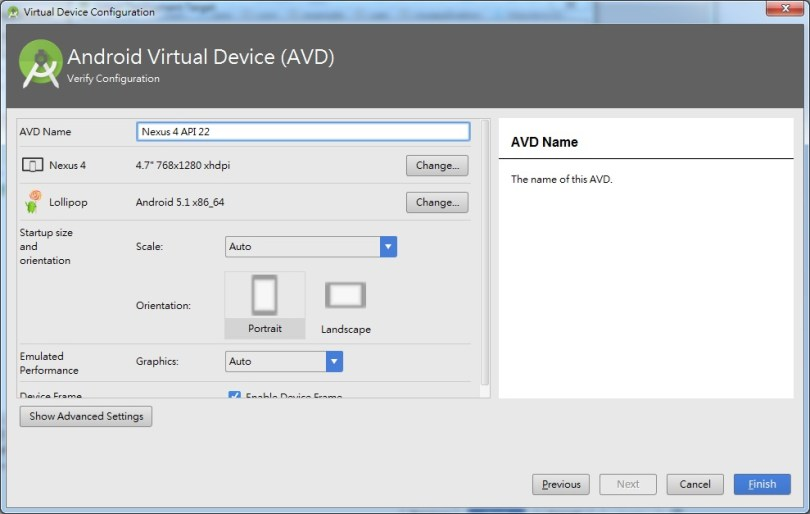 Virtual Device Configuration
Android Virtual Device (AVD)
Verify Configuration
AVD Name Nexus 4 API 22
Nexus 4 4.7" 768x1280 xhdpi Change...
Lollipop Android 5.1 x86_64 Change...
Startup size
and
orientation
Scale: Auto
Orientation:
Portrait Landscape
Emulated
Performance
Graphics: Auto
Device Frame Enable Device Frame
Show Advanced Settings
AVD Name
The name of this AVD.
Previous Next Cancel Finish